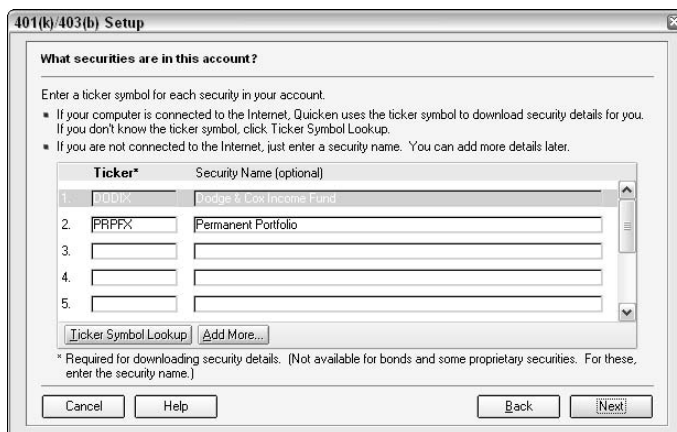 401(k)/403(b) Setup
What securities are in this account?
Enter a ticker symbol for each security in your account.
If your computer is connected to the Internet, Quicken uses the ticker symbol to download security details for you.
If you don't know the ticker symbol, click Ticker Symbol Lookup.
If you are not connected to the Internet, just enter a security name. You can add more details later.
Ticker* Security Name (optional)
1. DODIX Dodge & Cox Income Fund
2. PRPFX Permanent Portfolio
3.
4.
5.
Ticker Symbol Lookup Add More...
* Required for downloading security details. (Not available for bonds and some proprietary securities. For these,
enter the security name.)
Cancel Help Back Next